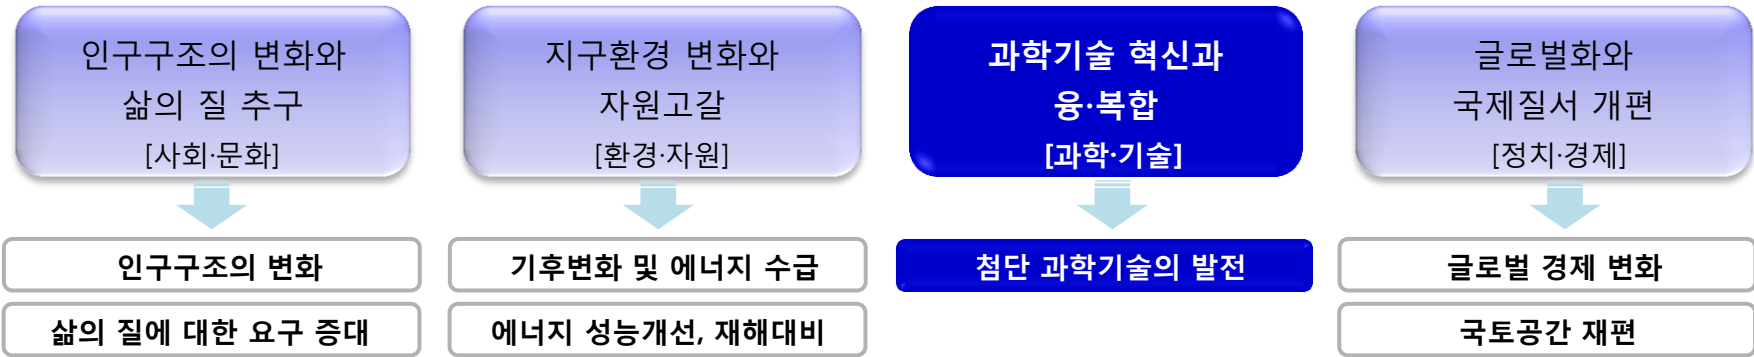 인구구조의 변화와
삶의 질 추구
[사회·문화]
지구환경 변화와
자원고갈
[환경·자원]
과학기술 혁신과
융·복합
[과학·기술]
글로벌화와
국제질서 개편
[정치·경제]
인구구조의 변화
삶의 질에 대한 요구 증대
기후변화 및 에너지 수급
에너지 성능개선, 재해대비
첨단 과학기술의 발전
글로벌 경제 변화
국토공간 재편